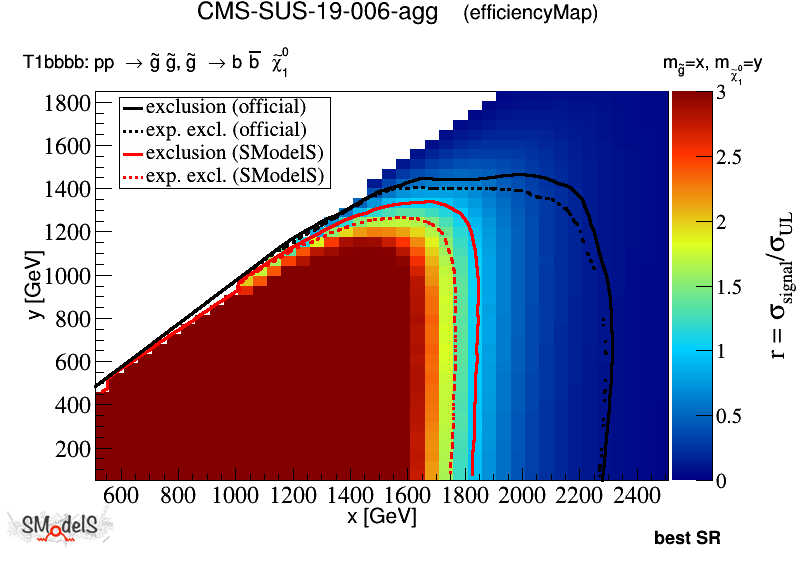 CMS-SUS-19-006-agg (efficiencyMap)
T1bbbb: pp → g̃ g̃, g̃ → b b̅ χ̃₁⁰
m_g̃=x, m_χ̃₁⁰=y
exclusion (official)
exp. excl. (official)
exclusion (SModelS)
exp. excl. (SModelS)
1800
1600
1400
1200
1000
800
600
400
200
y [GeV]
600 800 1000 1200 1400 1600 1800 2000 2200 2400
x [GeV]
3
2.5
2
1.5
1
0.5
0
r = σ_signal/σ_UL
SModelS
best SR